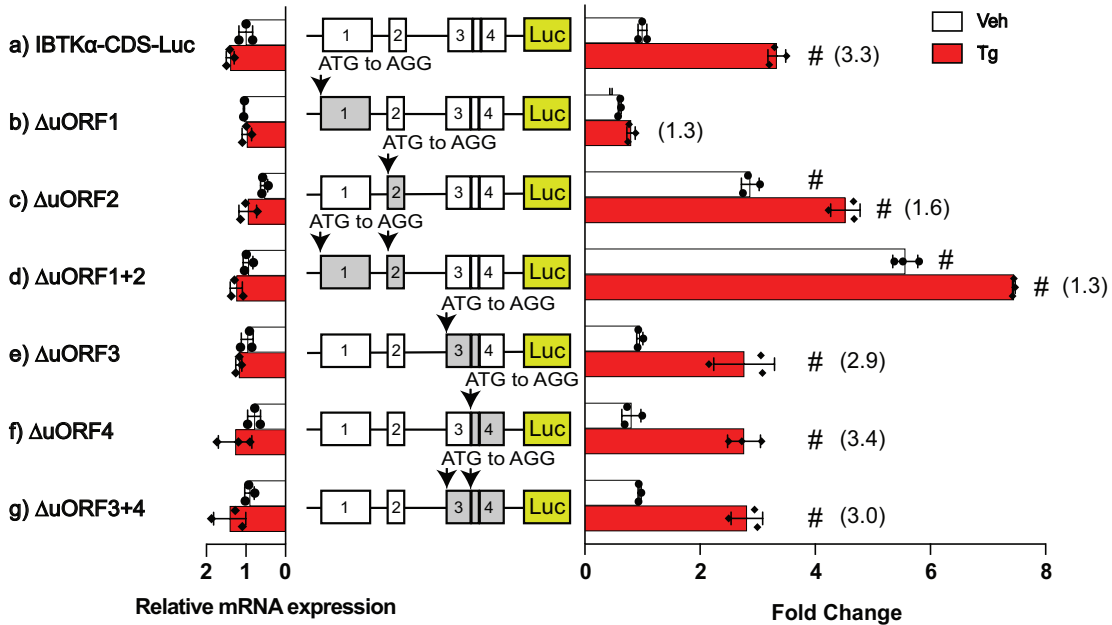 Veh
Tg
a) IBTKα-CDS-Luc
1 2 3 4 Luc
# (3.3)
ATG to AGG
b) ΔuORF1
1 2 3 4 Luc
(1.3)
ATG to AGG
c) ΔuORF2
1 2 3 4 Luc
#
# (1.6)
ATG to AGG
d) ΔuORF1+2
1 2 3 4 Luc
#
# (1.3)
ATG to AGG
e) ΔuORF3
1 2 3 4 Luc
# (2.9)
ATG to AGG
f) ΔuORF4
1 2 3 4 Luc
# (3.4)
ATG to AGG
g) ΔuORF3+4
1 2 3 4 Luc
# (3.0)
2 1 0
0 2 4 6 8
Relative mRNA expression
Fold Change